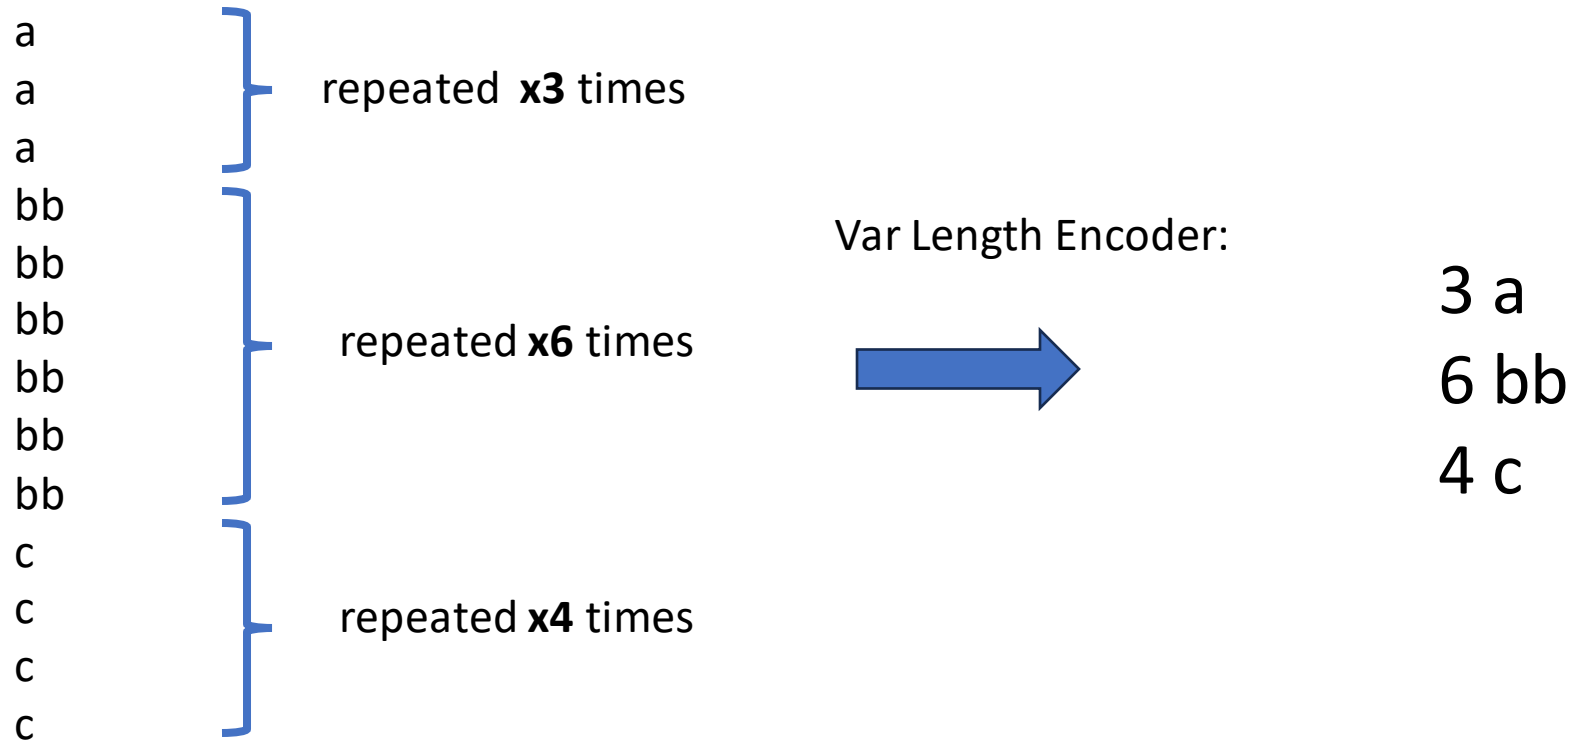 a
a
a
repeated x3 times
bb
bb
bb
bb
bb
bb
repeated x6 times
c
c
c
c
repeated x4 times
Var Length Encoder:
3 a
6 bb
4 c